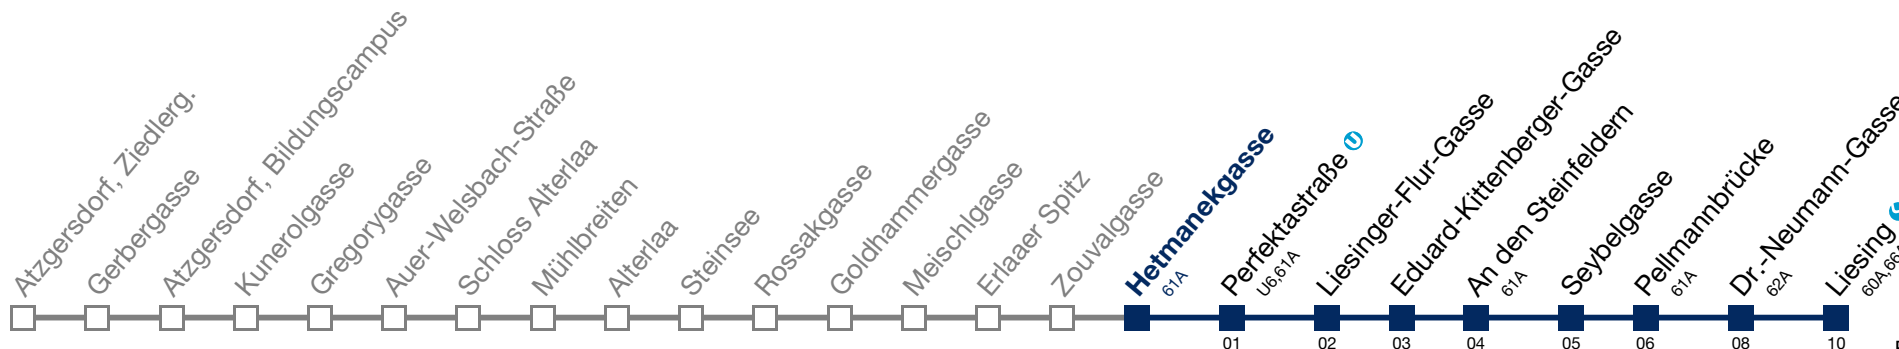 Atzgersdorf, Ziedlerg.
Gerbergasse
Atzgersdorf, Bildungscampus
Kunerolgasse
Gregorygasse
Auer-Welsbach-Straße
Schloss Alterlaa
Mühlbreiten
Alterlaa
Steinsee
Rossakgasse
Goldhammergasse
Meischlgasse
Erlaaer Spitz
Zouvalgasse
Hetmanekgasse
61A
Perfektastraße U
U6,61A
01
Liesinger-Flur-Gasse
02
Eduard-Kittenberger-Gasse
03
An den Steinfeldern
61A
04
Seybelgasse
05
Pellmannbrücke
61A
06
Dr.-Neumann-Gasse
62A
08
Liesing
60A,66
10